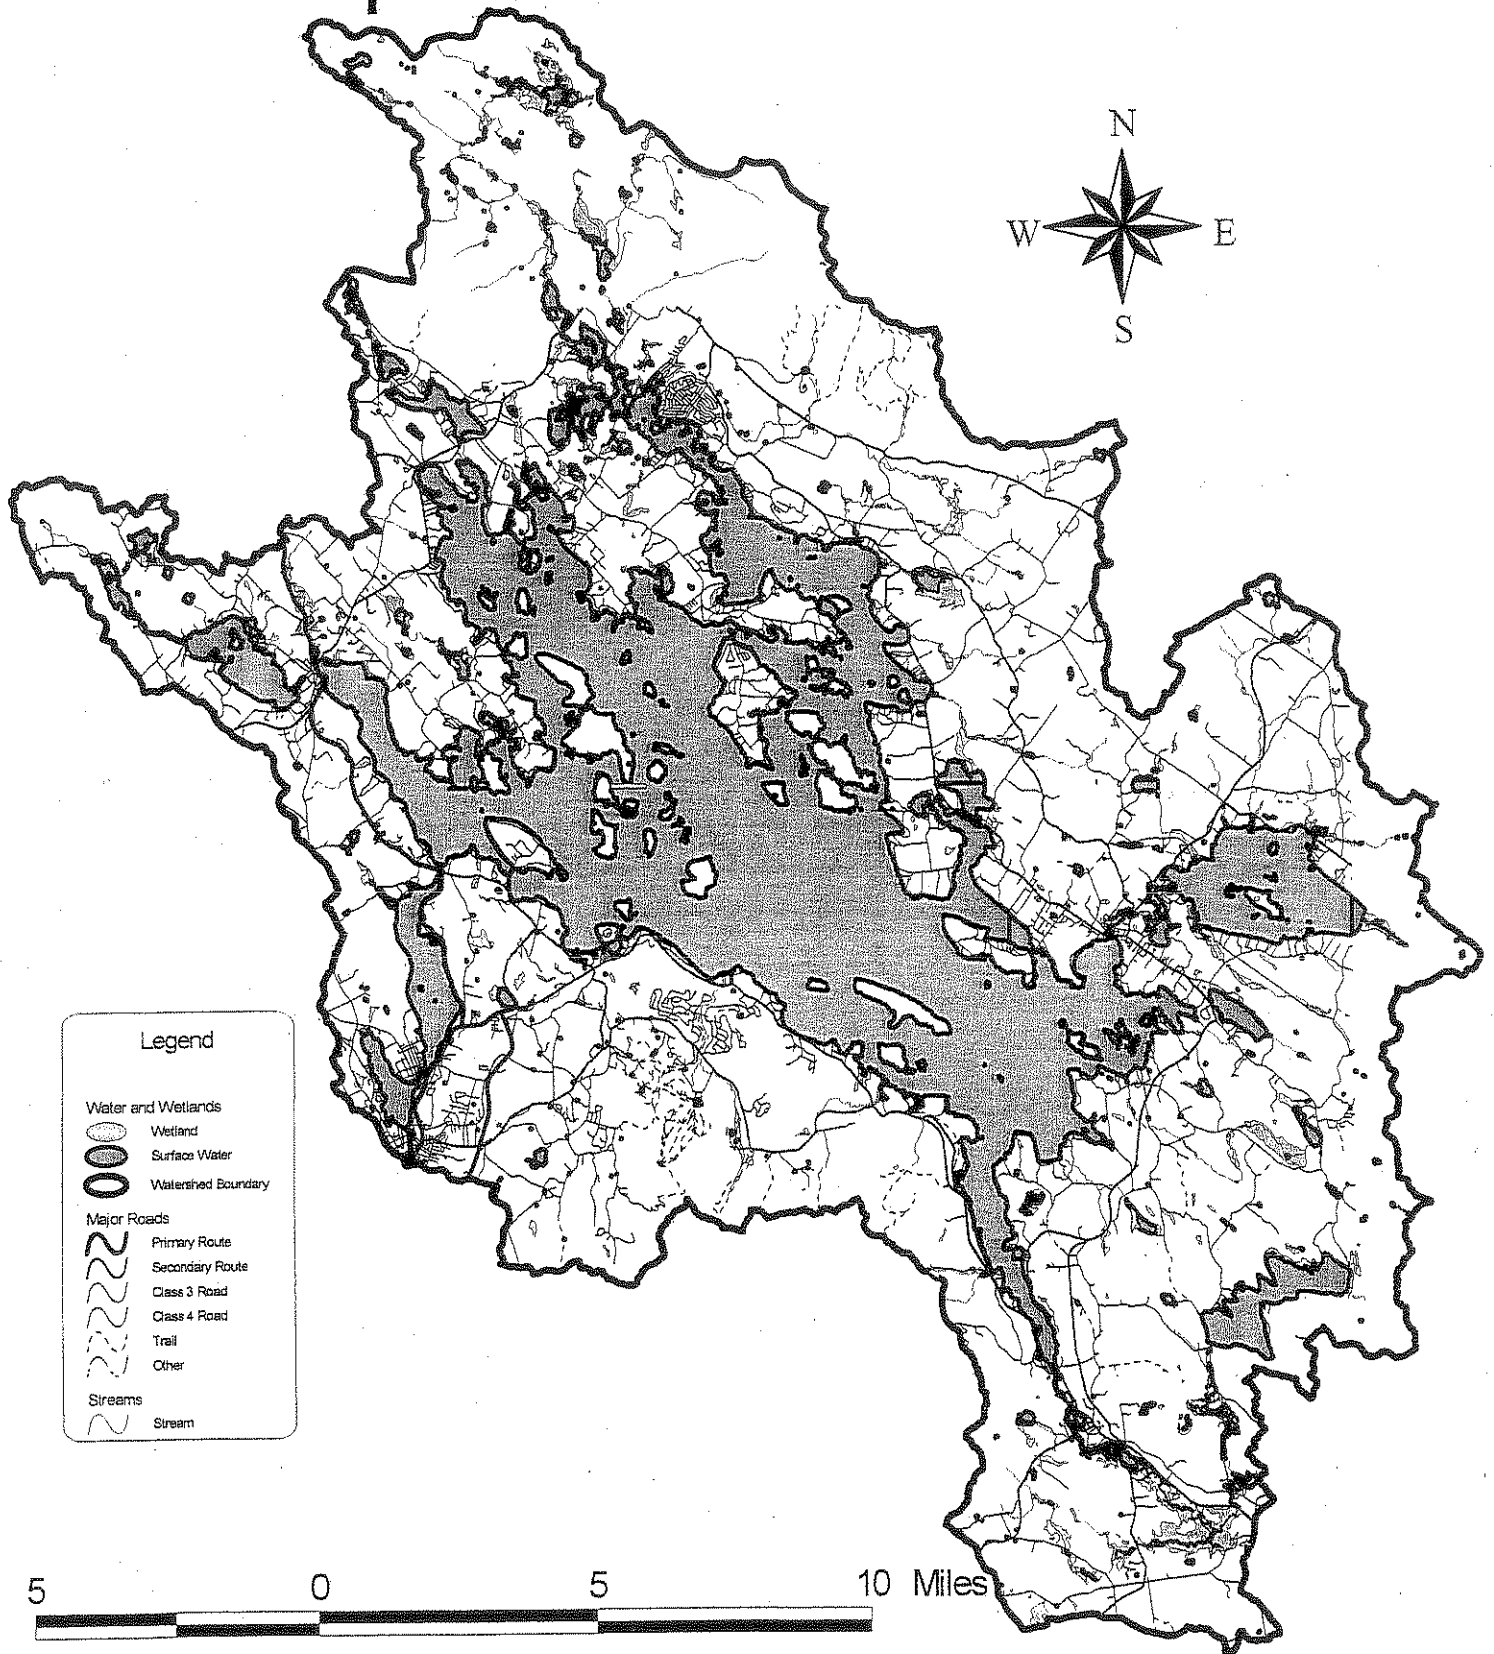 N
W E
S
Legend
Water and Wetlands
Wetland
Surface Water
Watershed Boundary
Major Roads
Primary Route
Secondary Route
Class 3 Road
Class 4 Road
Trail
Other
Streams
Stream
5 0 5 10 Miles